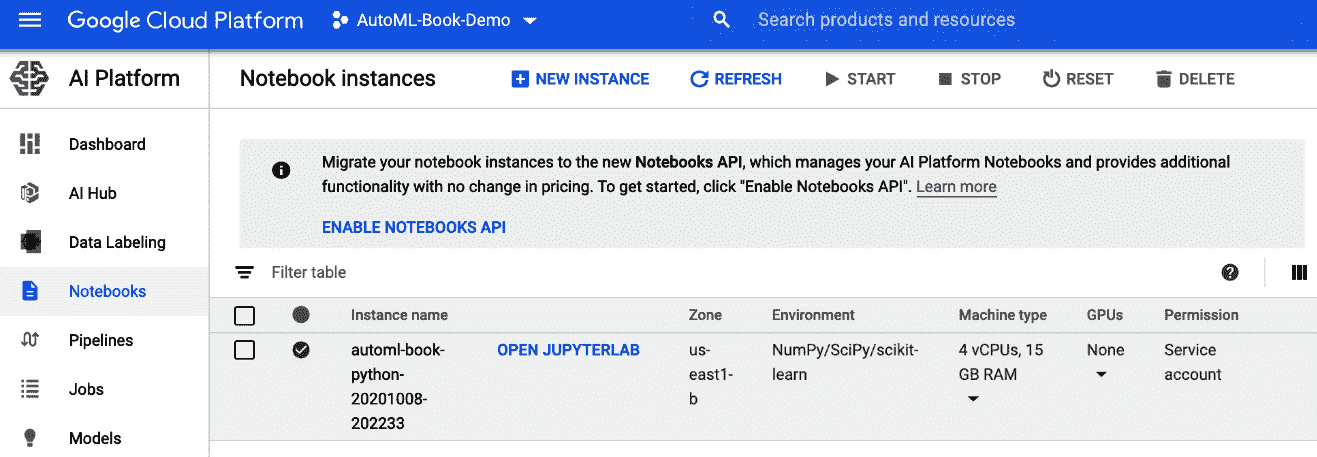 Google Cloud Platform AutoML-Book-Demo Search products and resources
AI Platform Notebook instances NEW INSTANCE REFRESH START STOP RESET DELETE
Dashboard
AI Hub
Data Labeling
Notebooks
Pipelines
Jobs
Models
Migrate your notebook instances to the new Notebooks API, which manages your AI Platform Notebooks and provides additional
functionality with no change in pricing. To get started, click "Enable Notebooks API". Learn more
ENABLE NOTEBOOKS API
Filter table
Instance name Zone Environment Machine type GPUs Permission
automl-book- OPEN JUPYTERLAB us- NumPy/SciPy/scikit- 4 vCPUs, 15 None Service
python- east1- learn GB RAM account
20201008- b
202233